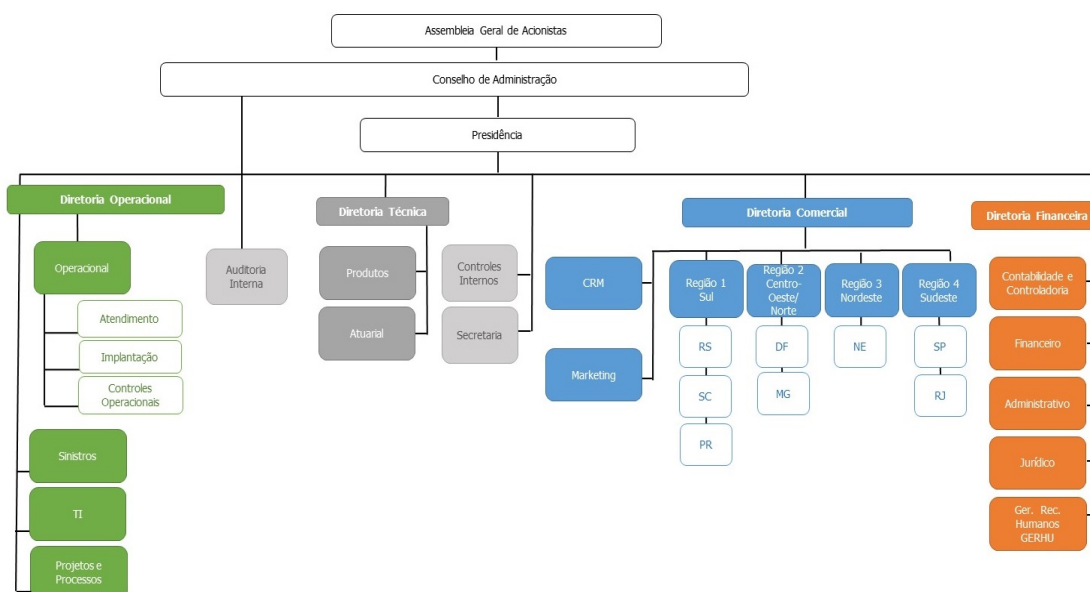 Assembleia Geral de Acionistas
Conselho de Administração
Presidência
Diretoria Operacional
Operacional
Atendimento
Implantação
Controles
Operacionais
Sinistros
TI
Projetos e
Processos
Auditoria
Interna
Diretoria Técnica
Produtos
Atuarial
Controles
Internos
Secretaria
Diretoria Comercial
CRM
Marketing
Região 1
Sul
RS
SC
PR
Região 2
Centro-
Oeste/
Norte
DF
MG
Região 3
Nordeste
NE
Região 4
Sudeste
SP
RJ
Diretoria Financeira
Contabilidade e
Controladoria
Financeiro
Administrativo
Jurídico
Ger. Rec.
Humanos
GERHU